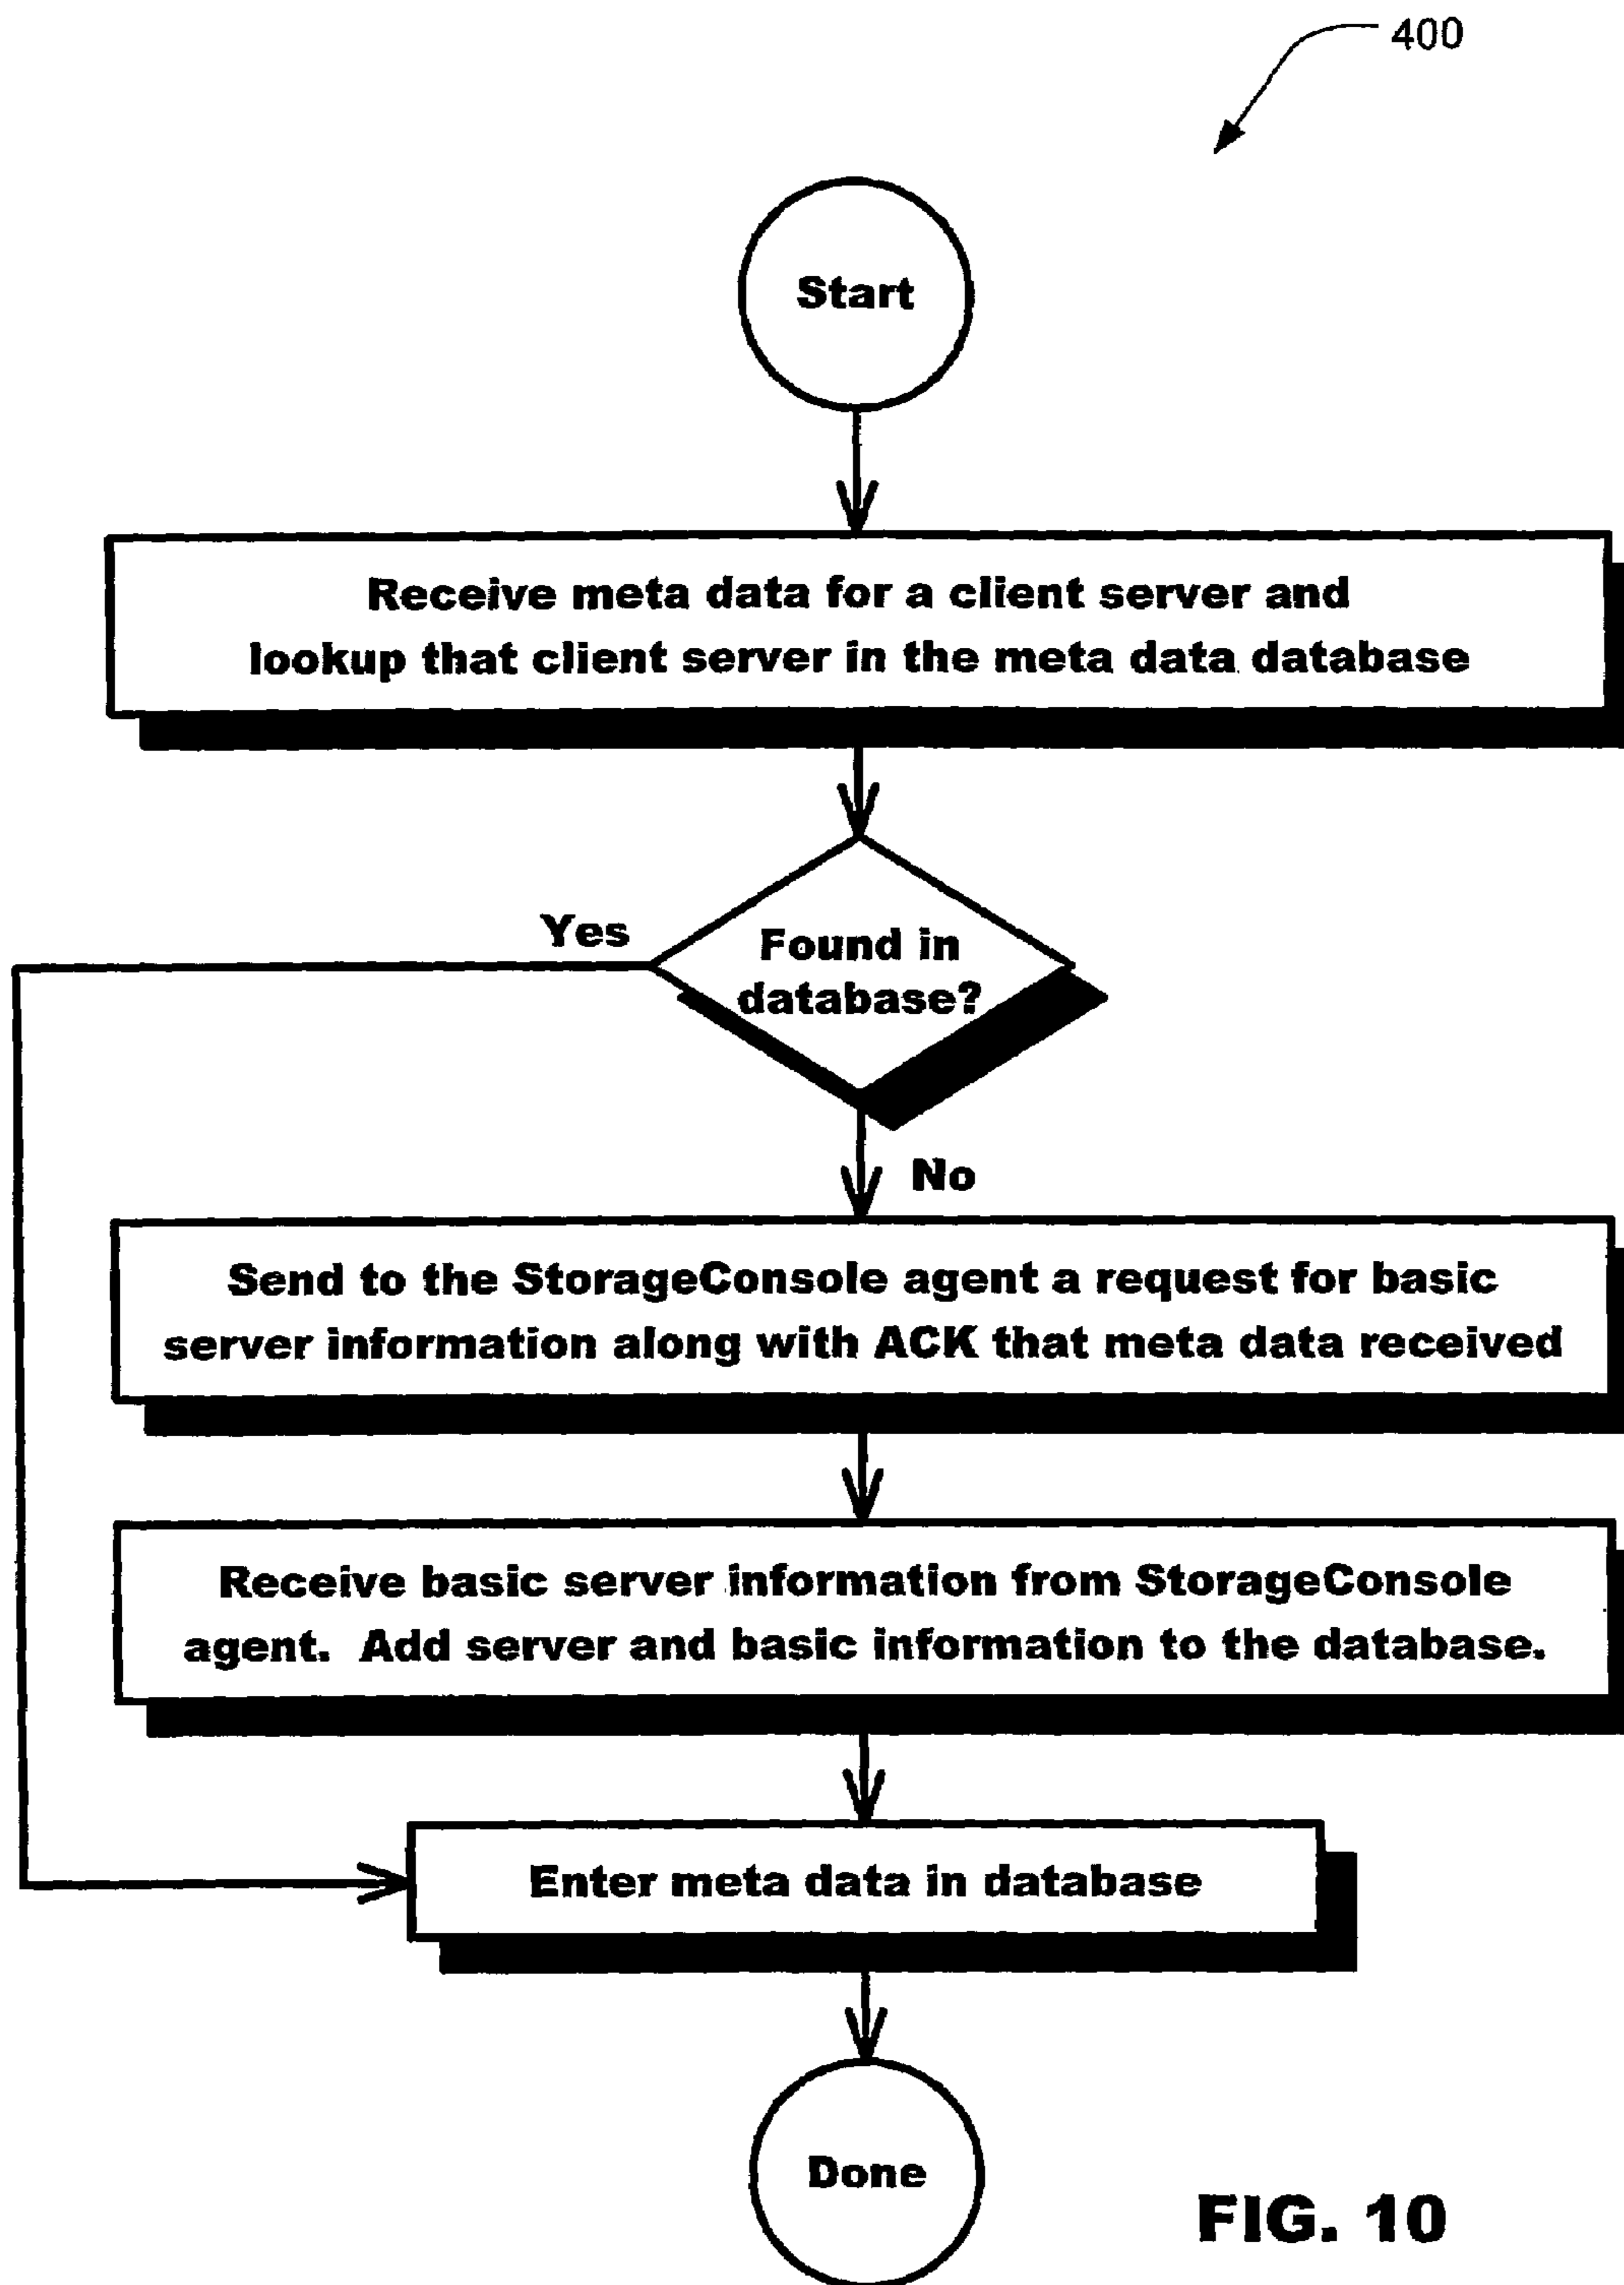 400
Start
Receive meta data for a client server and
lookup that client server in the meta data database
Yes
Found in
database?
No
Send to the StorageConsole agent a request for basic
server information along with ACK that meta data received
Receive basic server information from StorageConsole
agent. Add server and basic information to the database.
Enter meta data in database
Done
FIG. 10